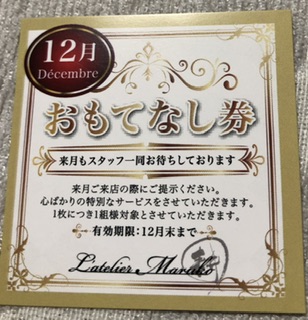 12月
Décembre
おもてなし券
来月もスタッフ一同お待ちしております
来月ご来店の際にご提示ください。
心ばかりの特別なサービスをさせていただきます。
1枚につき1組様対象とさせていただきます。
有効期限:12月末まで
L'atelier Maruko